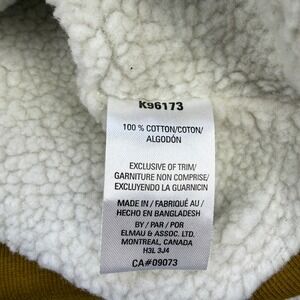 K96173
100 % COTTON/COTON/
ALGODÓN
EXCLUSIVE OF TRIM/
GARNITURE NON COMPRISE/
EXCLUYENDO LA GUARNICIN
MADE IN / FABRIQUÉ AU /
HECHO EN BANGLADESH
BY / PAR / POR
ELMAU & ASSOC. LTD.
MONTREAL, CANADA
H3L 3J4
CA#09073